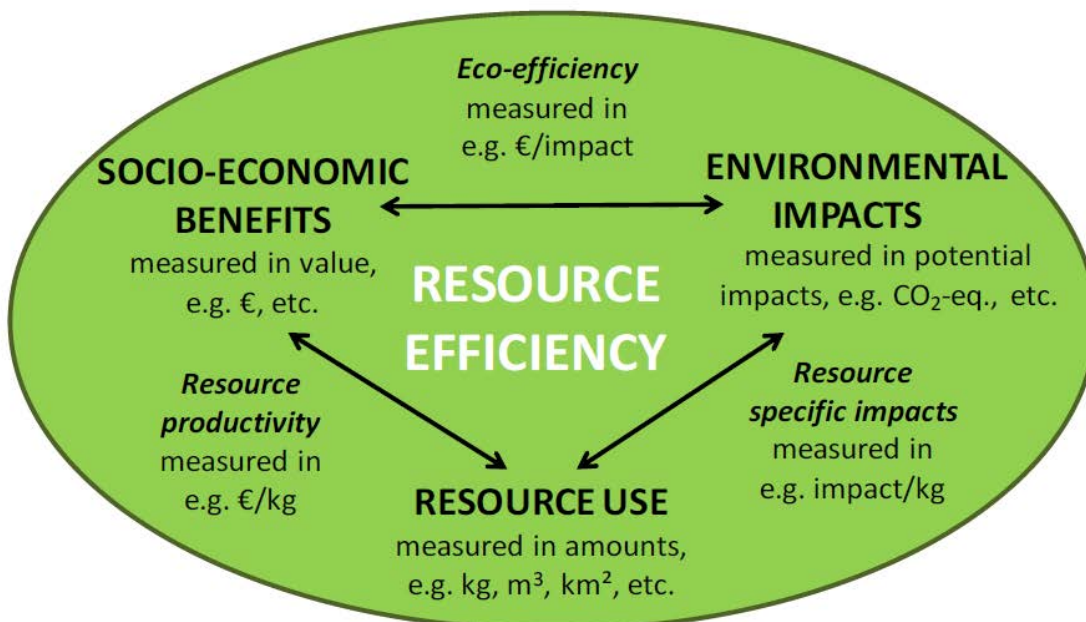 Eco-efficiency
measured in
e.g. €/impact
SOCIO-ECONOMIC
BENEFITS
measured in value,
e.g. €, etc.
ENVIRONMENTAL
IMPACTS
measured in potential
impacts, e.g. CO₂-eq., etc.
RESOURCE
EFFICIENCY
Resource
productivity
measured in
e.g. €/kg
Resource
specific impacts
measured in
e.g. impact/kg
RESOURCE USE
measured in amounts,
e.g. kg, m³, km², etc.